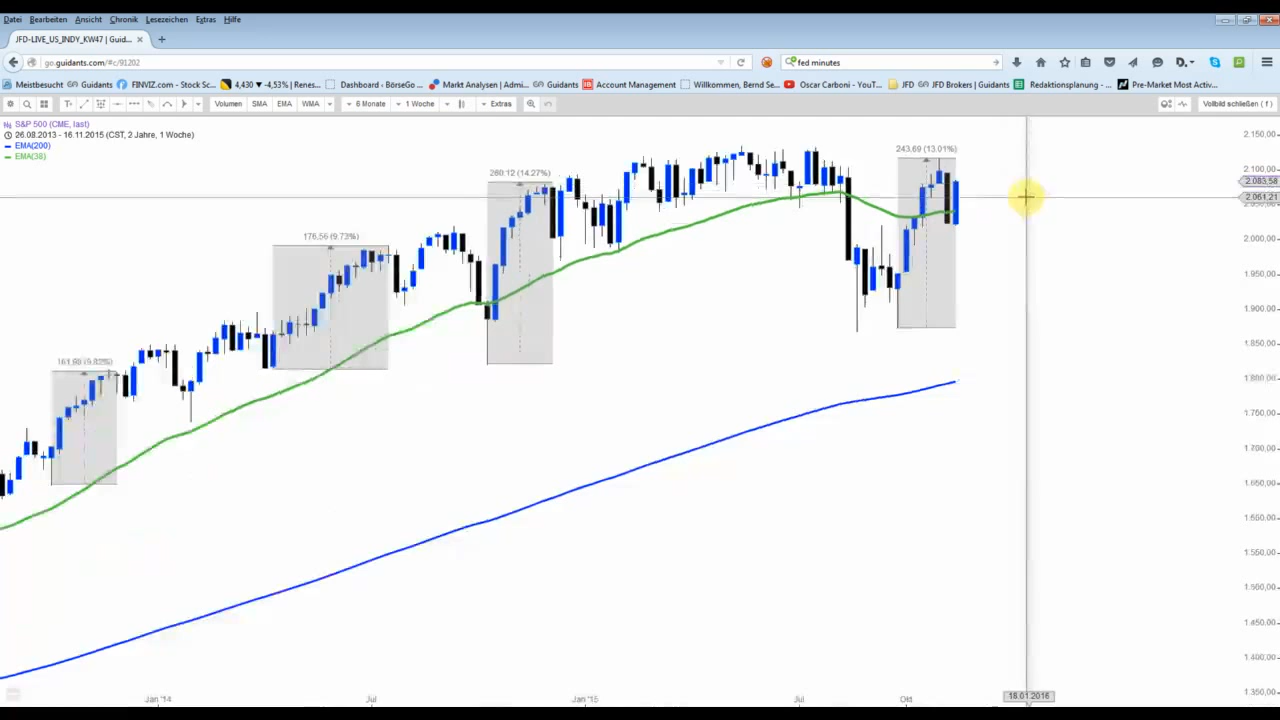 Datei Bearbeiten Ansicht Chronik Lesezeichen Extras Hilfe
JFD-LIVE_US_INDY_KW47 | Guid...
go.guidants.com/#c/91202
fed minutes
Meistbesucht Guidants FINVIZ.com - Stock Sc... 4,430 ▼ -4,53% | Renes... Dashboard - BörseGo ... Markt Analysen | Admi... Guidants Account Management Willkommen, Bernd Se... Oscar Carboni - YouT... JFD JFD Brokers | Guidants Redaktionsplanung - ... Pre-Market Most Activ...
Volumen SMA EMA WMA 6 Monate 1 Woche Extras Vollbild schließen ( f )
S&P 500 (CME, last)
26.08.2013 - 16.11.2015 (CST, 2 Jahre, 1 Woche)
EMA(200)
EMA(38)
2.150,00
243.69 (13.01%)
2.100,00
260.12 (14.27%)
2.083,58
2.061,21
176.56 (9.73%)
2.000,00
1.950,00
1.900,00
1.850,00
1.800,00
1.750,00
1.700,00
1.650,00
1.600,00
1.550,00
1.500,00
1.450,00
1.400,00
1.350,00
Jan '14 Jul Jan '15 Jul Okt 18.01.2016